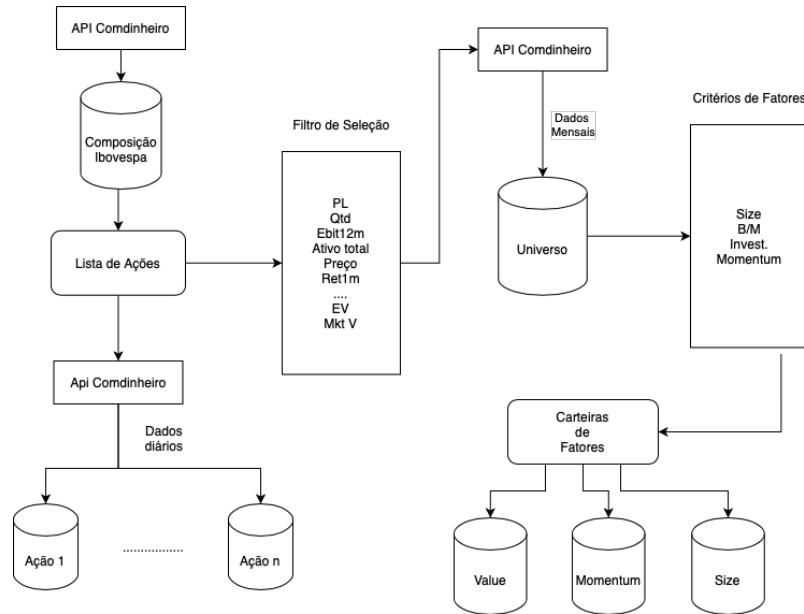 API Comdinheiro
Composição
Ibovespa
Lista de Ações
Api Comdinheiro
Dados
diários
Ação 1
.................
Ação n
Filtro de Seleção
PL
Qtd
Ebit12m
Ativo total
Preço
Ret1m
....
EV
Mkt V
API Comdinheiro
Dados
Mensais
Universo
Critérios de Fatores
Size
B/M
Invest.
Momentum
Carteiras
de
Fatores
Value
Momentum
Size